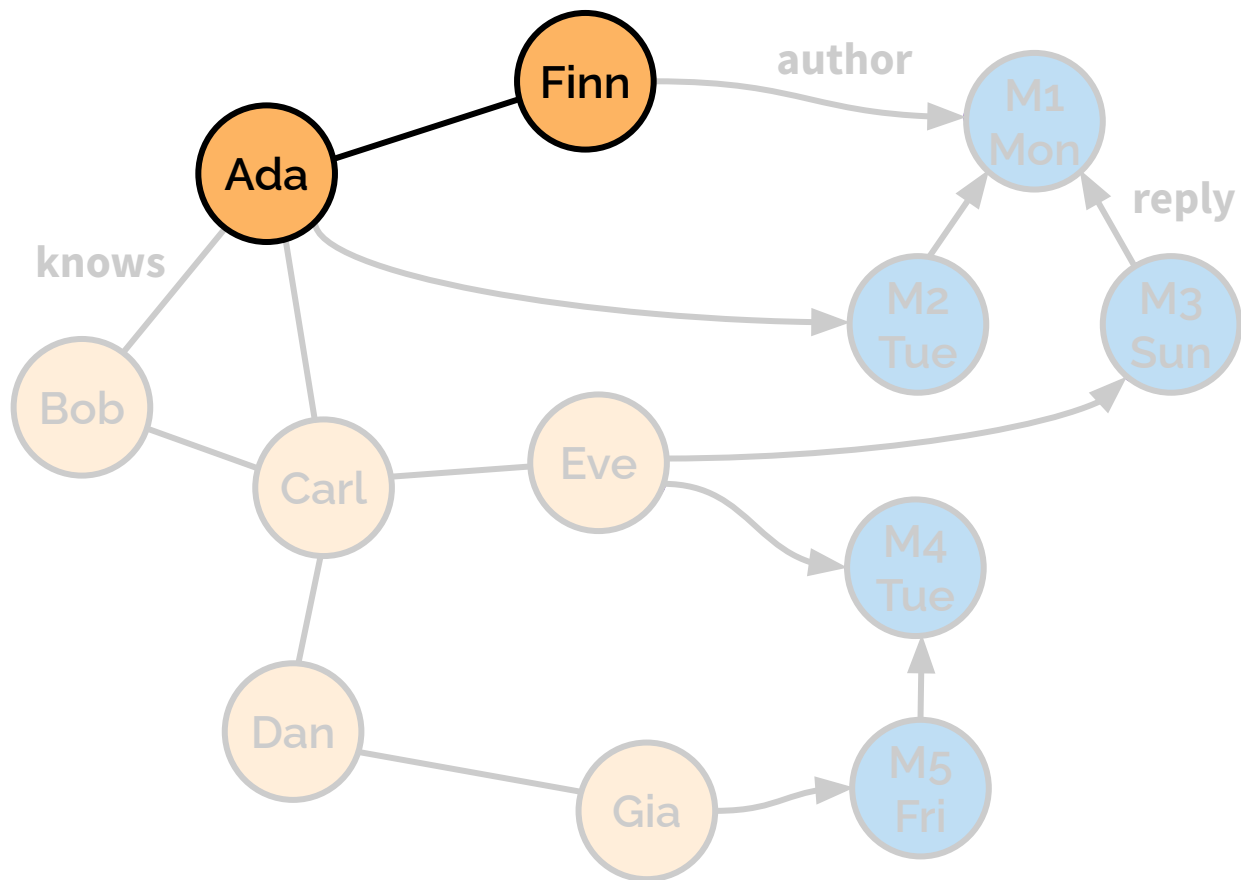 Finn
author
M1
Mon
Ada
reply
knows
M2
Tue
M3
Sun
Bob
Eve
Carl
M4
Tue
Dan
M5
Fri
Gia